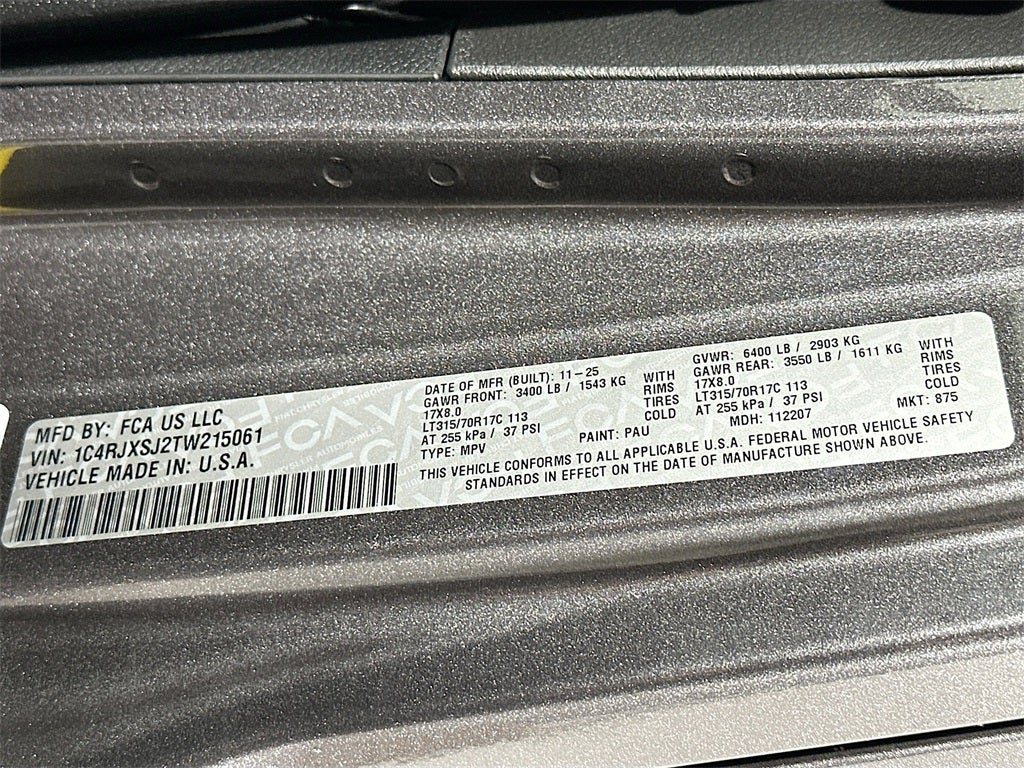 MFD BY: FCA US LLC
VIN: 1C4RJXSJ2TW215061
VEHICLE MADE IN: U.S.A.
DATE OF MFR (BUILT): 11-25
GAWR FRONT: 3400 LB / 1543 KG WITH
17X8.0 RIMS
LT315/70R17C 113 TIRES
AT 255 kPa / 37 PSI COLD
TYPE: MPV PAINT: PAU
GVWR: 6400 LB / 2903 KG
GAWR REAR: 3550 LB / 1611 KG WITH
17X8.0 RIMS
LT315/70R17C 113 TIRES
AT 255 kPa / 37 PSI COLD
MDH: 112207 MKT: 875
THIS VEHICLE CONFORMS TO ALL APPLICABLE U.S.A. FEDERAL MOTOR VEHICLE SAFETY
STANDARDS IN EFFECT ON THE DATE OF MANUFACTURE SHOWN ABOVE.